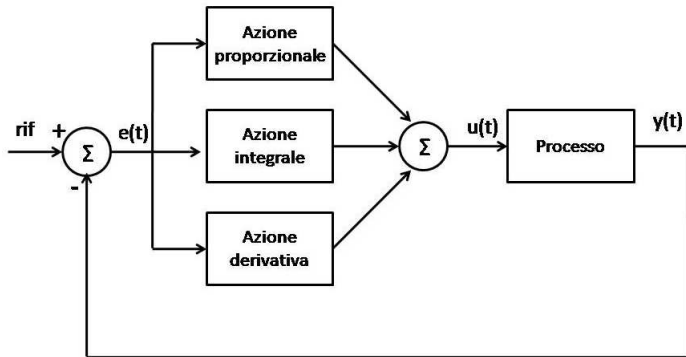 Azione
proporzionale
rif
+
Σ
-
e(t)
Azione
integrale
Σ
u(t)
Processo
y(t)
Azione
derivativa